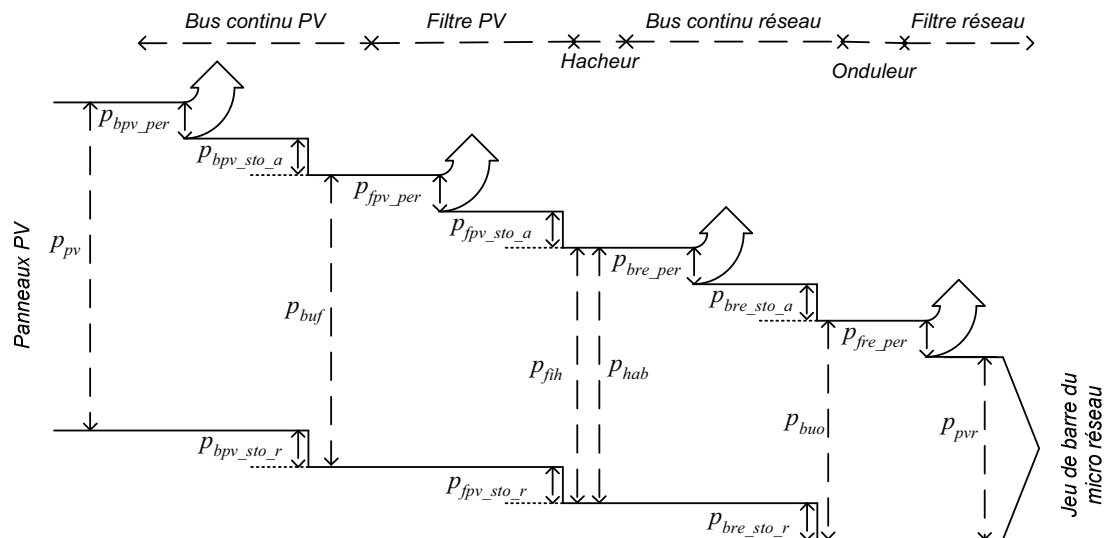 Bus continu PV
Filtre PV
Bus continu réseau
Filtre réseau
Hacheur
Onduleur
p_bpv_per
p_bpv_sto_a
p_fpv_per
p_fpv_sto_a
p_bre_per
p_bre_sto_a
p_fre_per
Panneaux PV
p_pv
p_buf
p_fih
p_hab
p_buo
p_pvr
p_bpv_sto_r
p_fpv_sto_r
p_bre_sto_r
Jeu de barre du
micro réseau